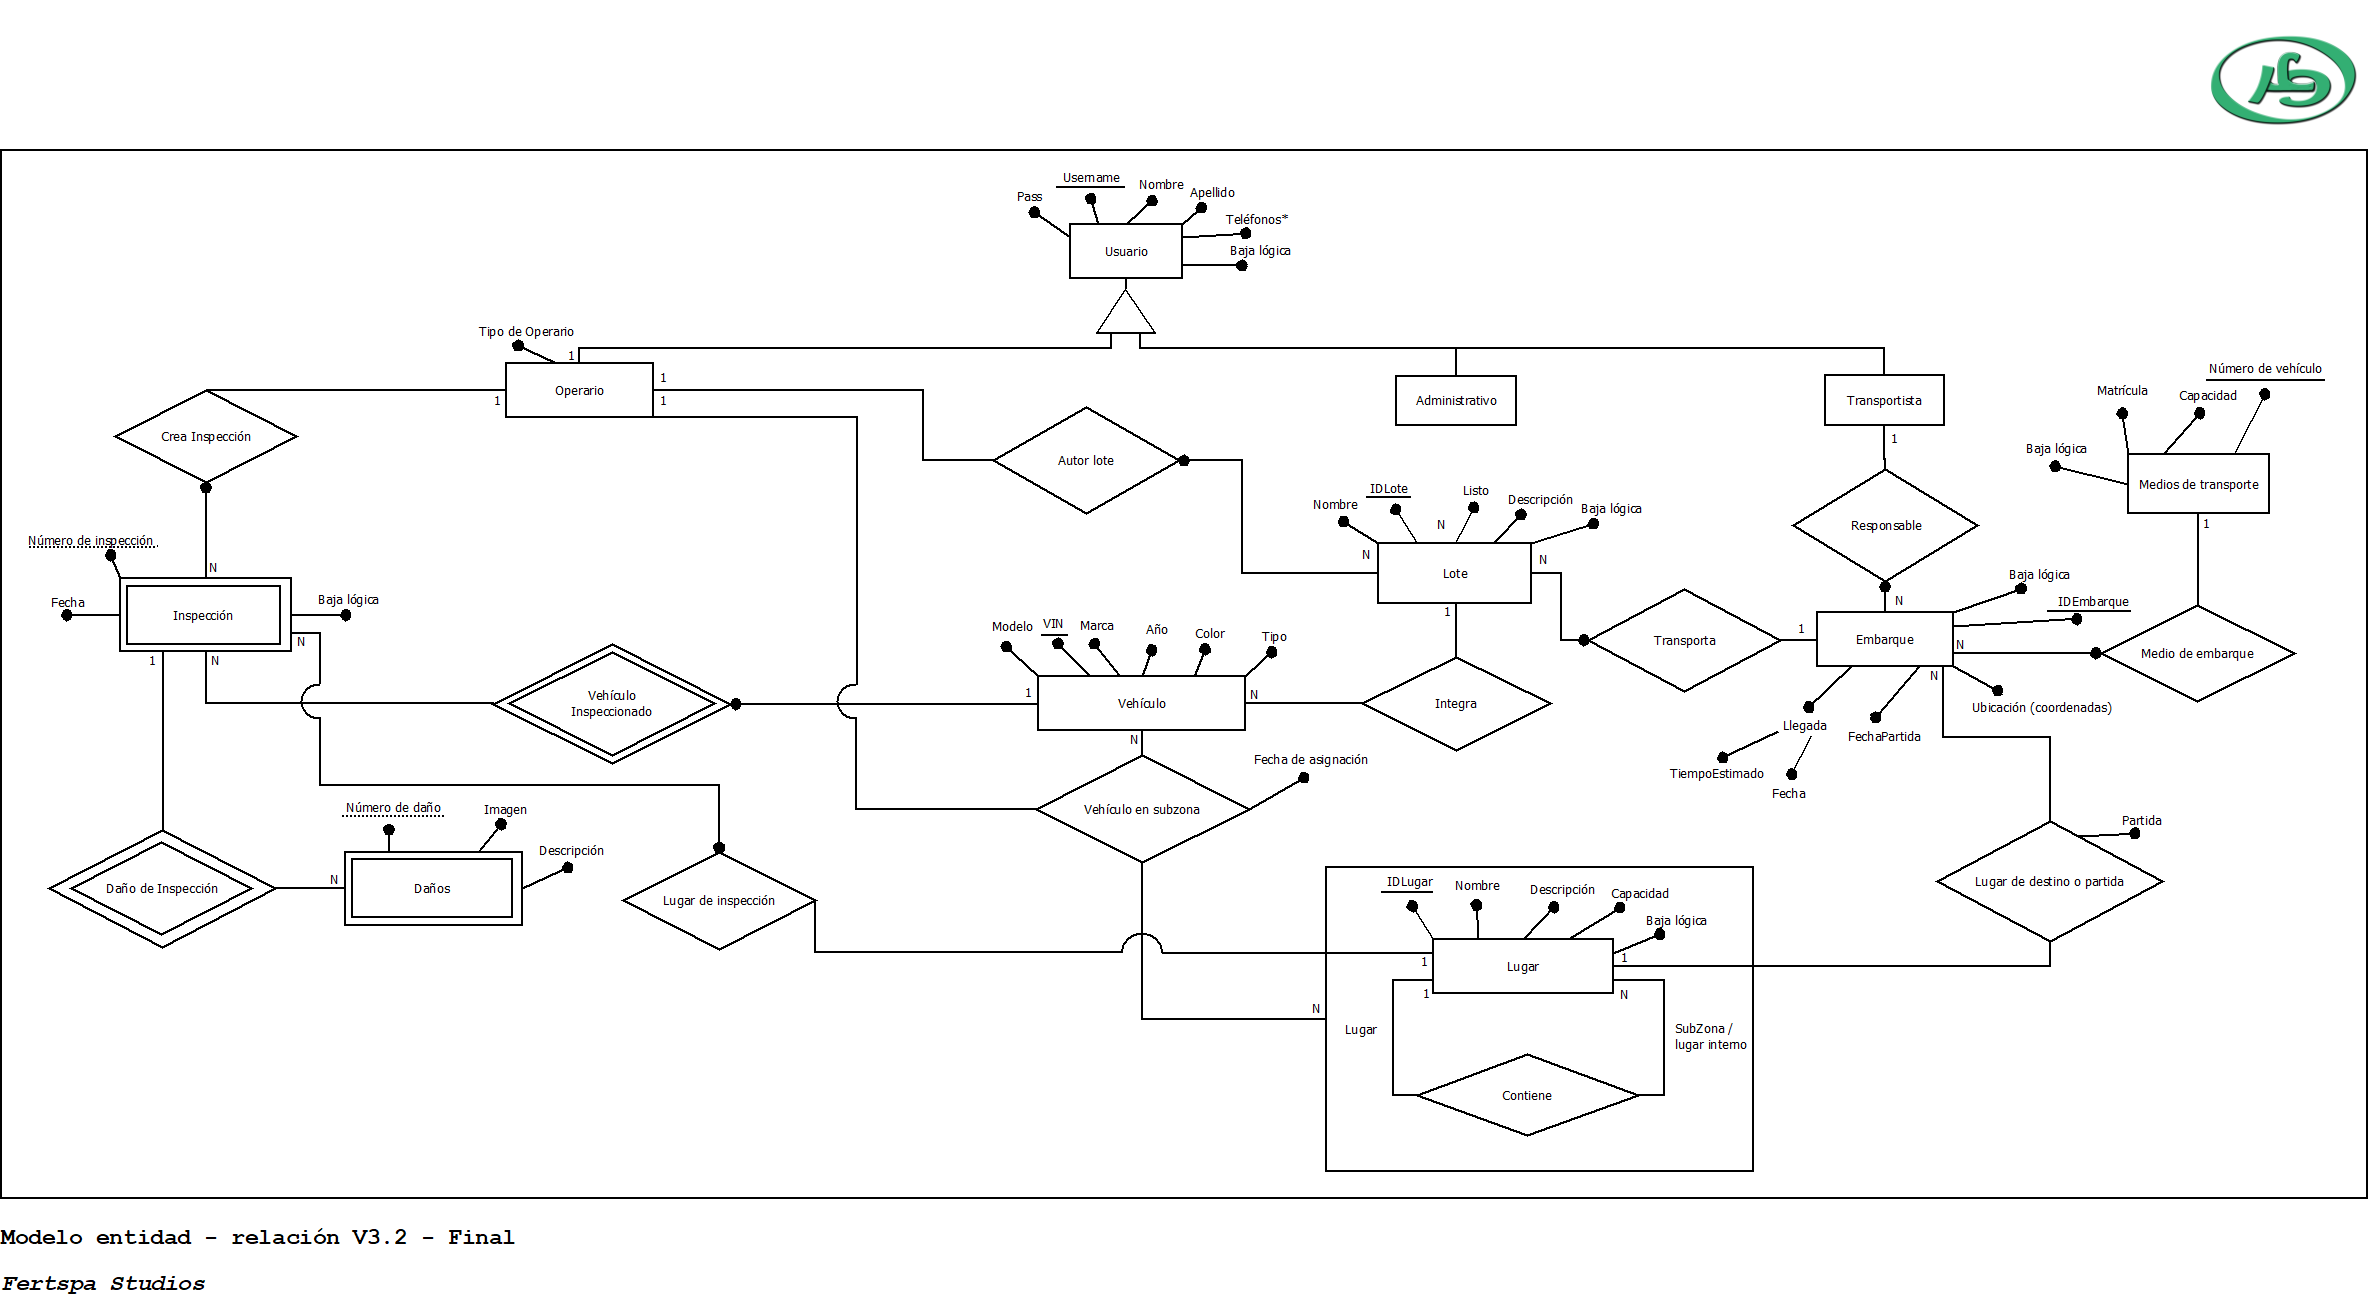 Username
Nombre
Pass
Apellido
Teléfonos*
Usuario
Baja lógica
Tipo de Operario
1
1
Operario
1
1
Administrativo
Transportista
1
Número de vehículo
Matrícula
Capacidad
Baja lógica
Medios de transporte
1
Crea Inspección
N
Autor lote
Responsable
N
Nombre
IDLote
Listo
Descripción
Baja lógica
N
N
N
Lote
1
Número de inspección
Fecha
Inspección
Baja lógica
N
1
N
Transporta
1
Baja lógica
IDEmbarque
Embarque
N
N
Medio de embarque
Ubicación (coordenadas)
Llegada
FechaPartida
TiempoEstimado
Fecha
Modelo
VIN
Marca
Año
Color
Tipo
Vehículo
Inspeccionado
1
Vehículo
N
N
Integra
Fecha de asignación
Vehículo en subzona
Número de daño
Imagen
Descripción
Daño de Inspección
N
Daños
Lugar de inspección
Partida
Lugar de destino o partida
IDLugar
Nombre
Descripción
Capacidad
Baja lógica
1
Lugar
1
1
N
N
Lugar
SubZona /
lugar interno
Contiene
Modelo entidad - relación V3.2 - Final
Fertspa Studios